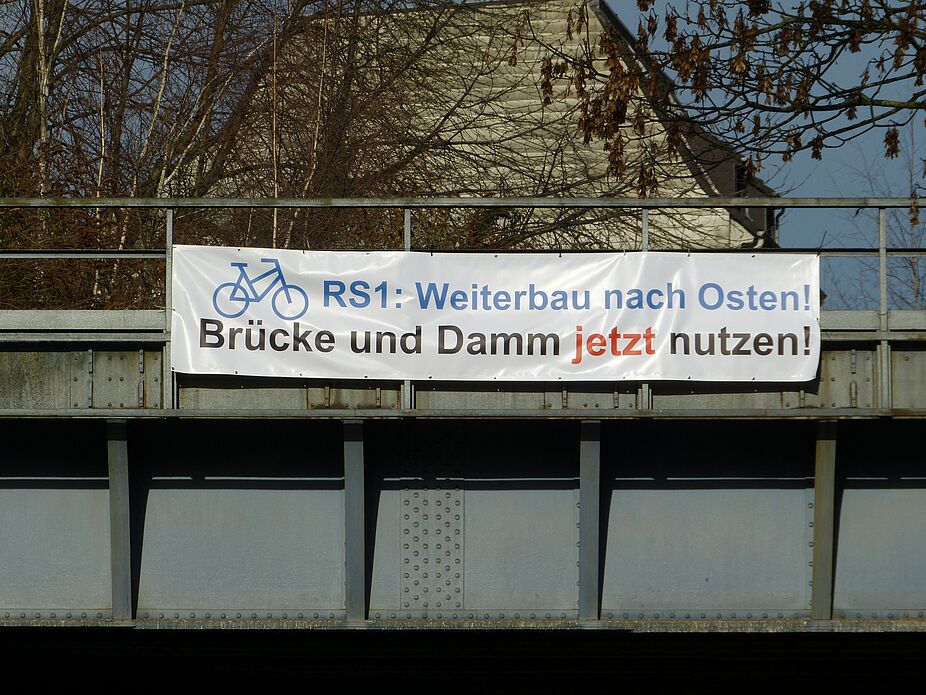 RS1: Weiterbau nach Osten!
Brücke und Damm jetzt nutzen!